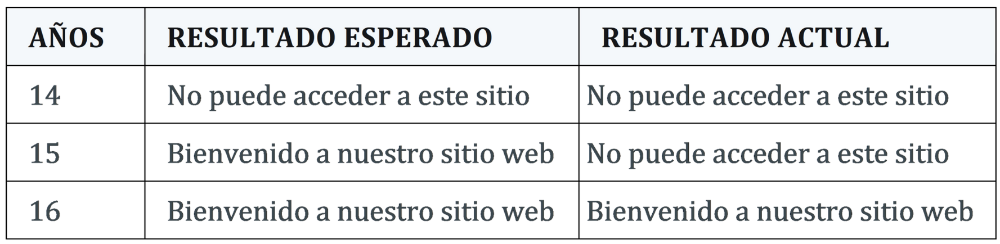 AÑOS RESULTADO ESPERADO RESULTADO ACTUAL
14 No puede acceder a este sitio No puede acceder a este sitio
15 Bienvenido a nuestro sitio web No puede acceder a este sitio
16 Bienvenido a nuestro sitio web Bienvenido a nuestro sitio web